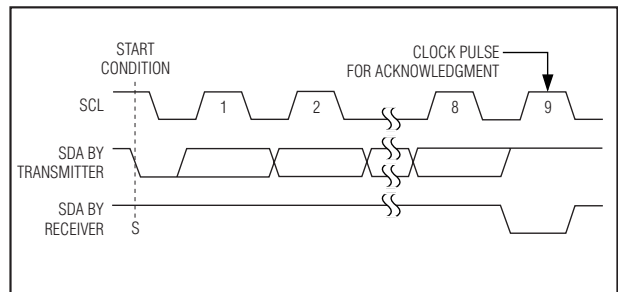 START
CONDITION
CLOCK PULSE
FOR ACKNOWLEDGMENT
SCL
1
2
8
9
SDA BY
TRANSMITTER
SDA BY
RECEIVER
S